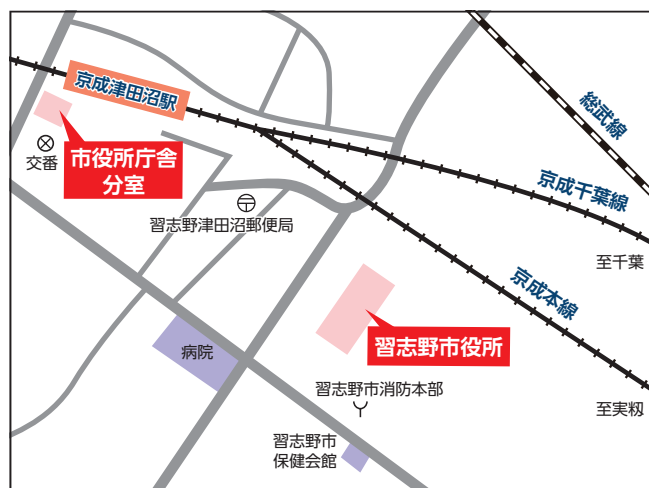 京成津田沼駅
総武線
交番
市役所庁舎
分室
京成千葉線
習志野津田沼郵便局
至千葉
京成本線
病院
習志野市役所
習志野市消防本部
至実籾
習志野市
保健会館